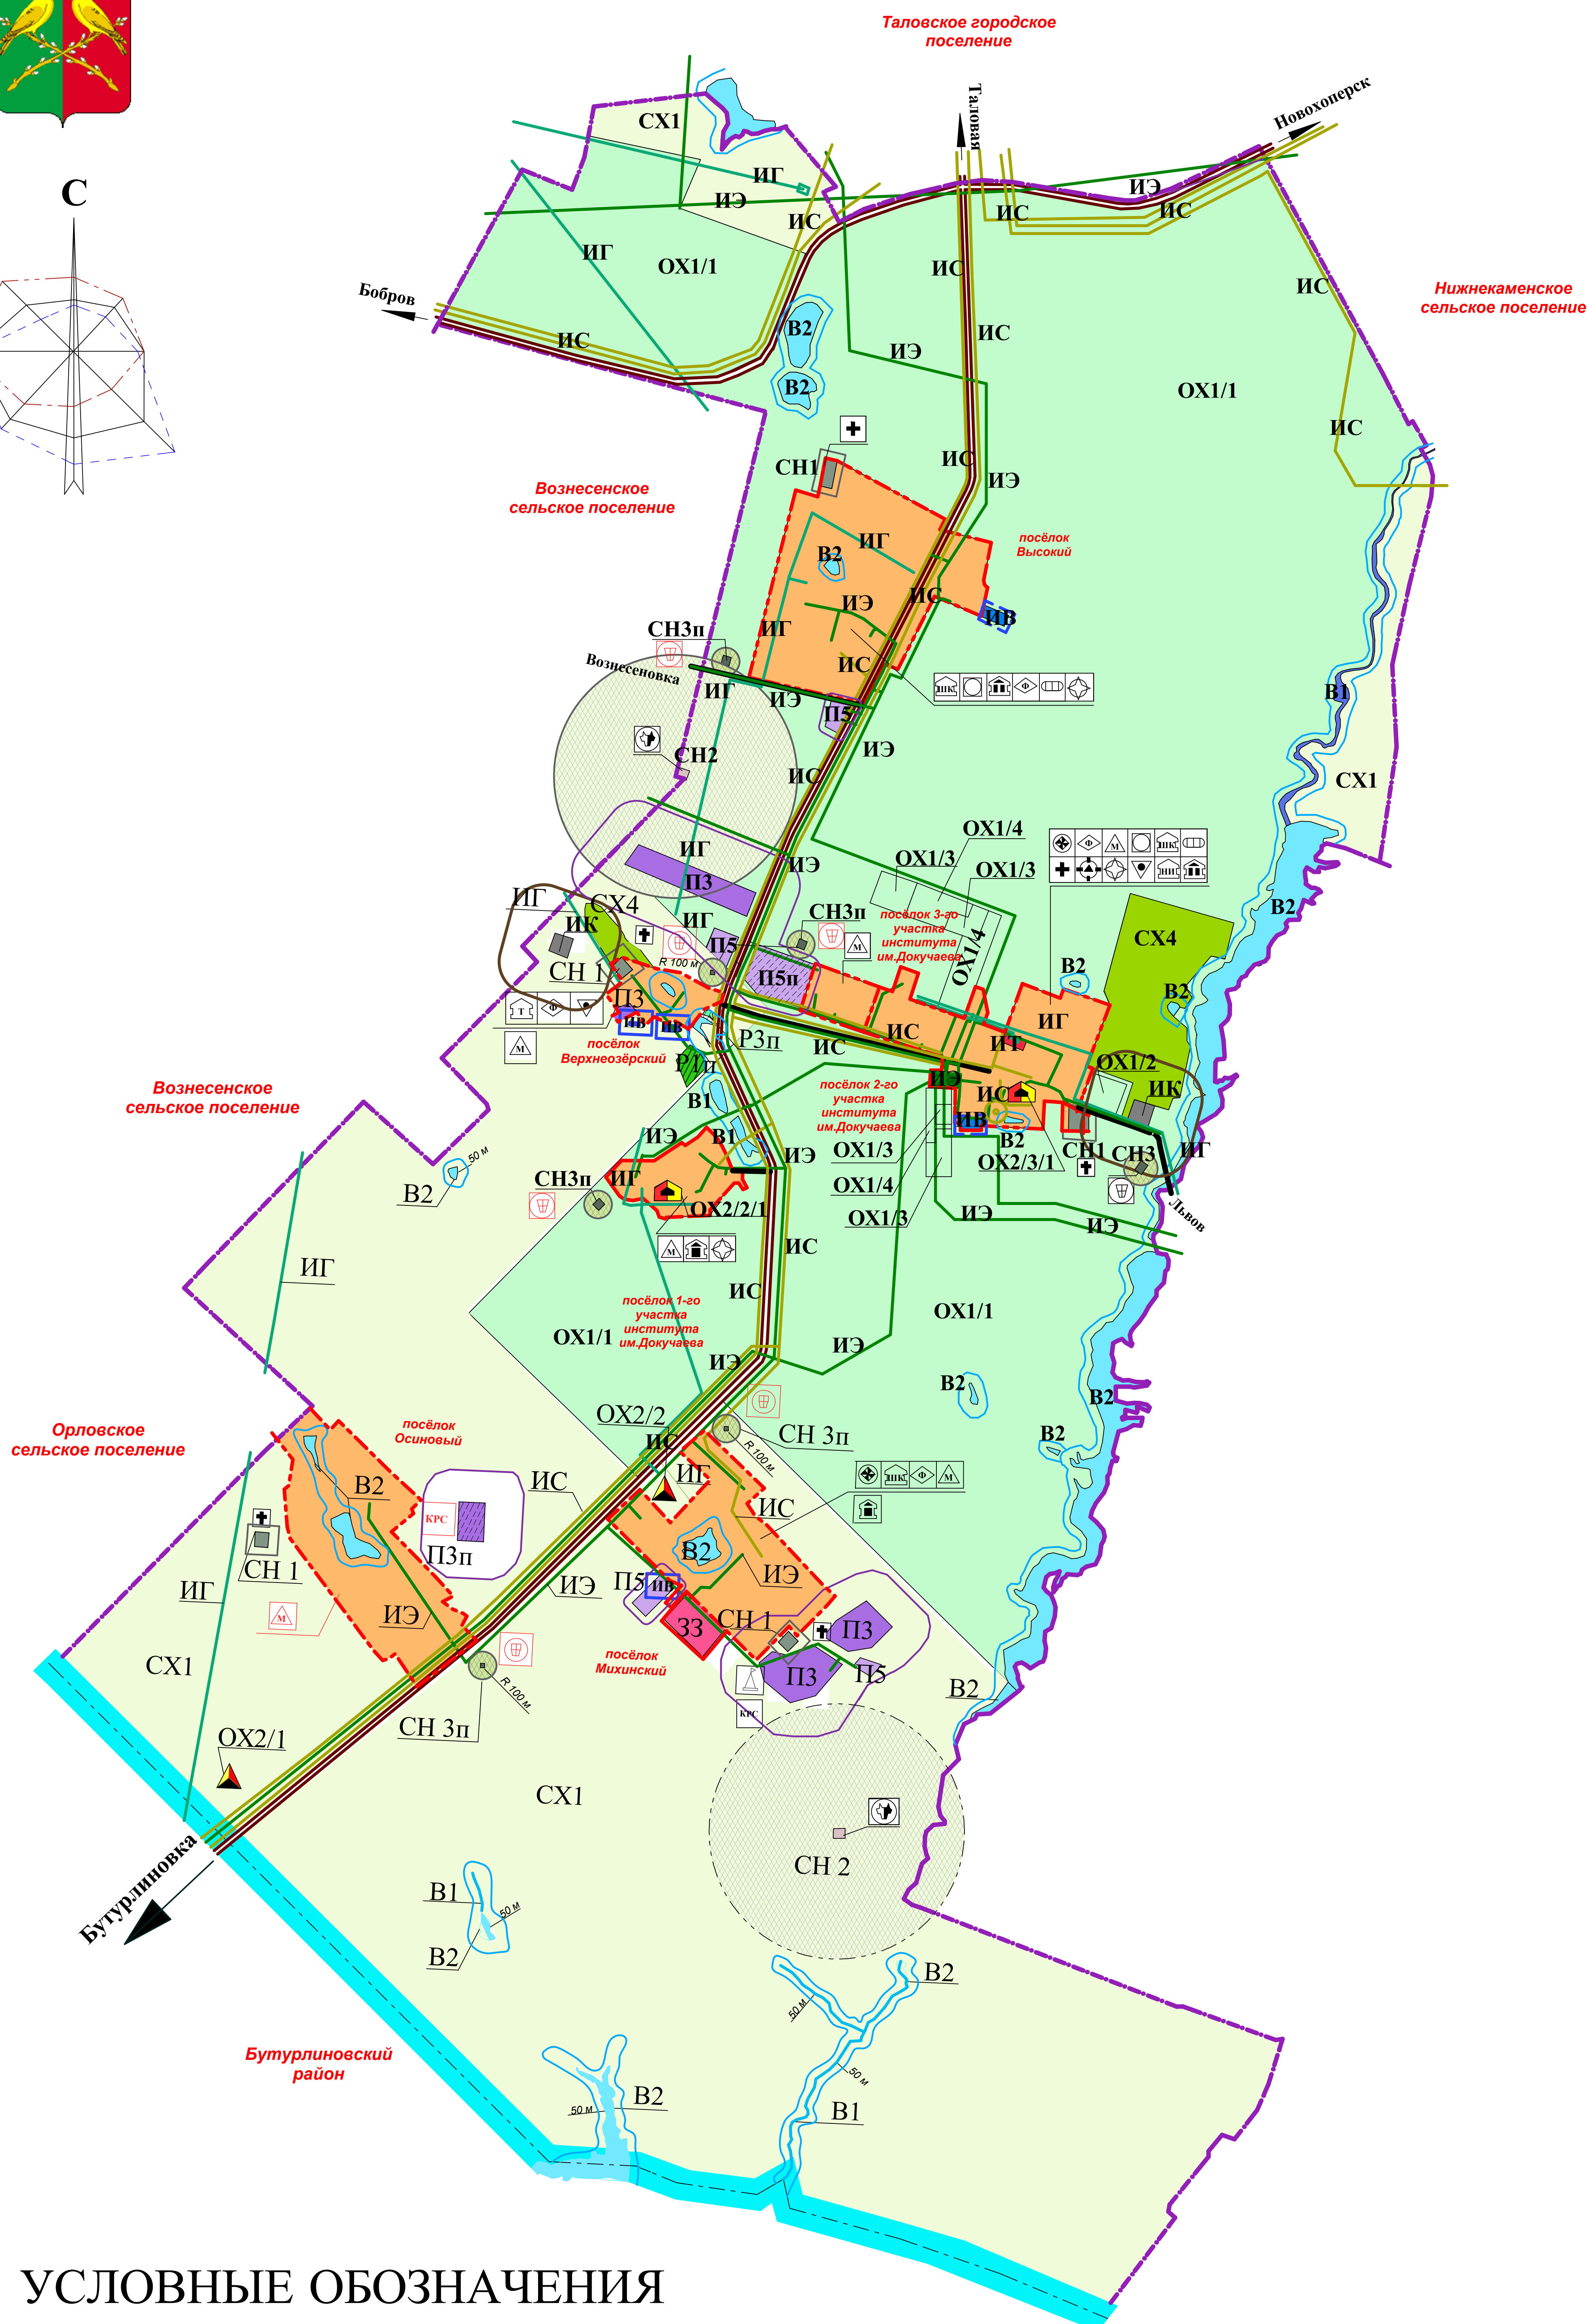 Таловское городское
поселение
Таловая
Новохоперск
СХ1
ИГ
ИЭ
ИЭ
ИС
ИС
ИС
С
ИГ
ОХ1/1
ИС
ИС
Нижнекаменское
сельское поселение
Бобров
ИС
В2
ИС
ИЭ
В2
ОХ1/1
ИС
СН1
ИС
ИЭ
Вознесенское
сельское поселение
посёлок
Высокий
ИГ
В2
ИЭ
ИС
ИВ
ИГ
СН3п
Вознесеновка
ИС
ИГ
ИЭ
ШК
Ф
В1
П5
ИЭ
СН2
ИС
СХ1
ОХ1/4
ОХ1/3
ОХ1/3
Ф
М
ШК
НИ
ИГ
ИЭ
П3
ИГ
СХ4
ИК
ИГ
СН3п
посёлок 3-го
участка
института
им.Докучаева
М
В2
СХ4
П5
R 100 м
СН 1
П5п
ОХ1/4
В2
В2
П3
Т
Ф
ИВ
ИВ
М
ИС
ИГ
ИТ
посёлок
Верхнеозёрский
Р3п
ИС
Р1п
ОХ1/2
ИК
ИЭ
ИС
Вознесенское
сельское поселение
посёлок 2-го
участка
института
им.Докучаева
В1
В1
ИВ
В2
ИЭ
ИЭ
ОХ1/3
СН1
СН3
ИГ
ОХ2/3/1
50 м
В2
СН3п
ИГ
ОХ1/4
ОХ2/2/1
ОХ1/3
ИЭ
ИЭ
Львов
М
ИС
ИГ
ИС
посёлок 1-го
участка
института
им.Докучаева
ОХ1/1
ОХ1/1
ИЭ
ИЭ
В2
В2
Орловское
сельское поселение
посёлок
Осиновый
ОХ2/2
ИС
СН 3п
R 100 м
В2
В2
ИС
ИГ
ИС
ШК
Ф
М
КРС
П3п
СН 1
ИГ
М
ИЭ
В2
ИЭ
ИЭ
П5
ИВ
ЗЗ
СН 1
П3
П3
П5
посёлок
Михинский
КРС
В2
СХ1
R 100 м
СН 3п
ОХ2/1
СХ1
СН 2
Бутурлиновка
В1
50 м
В2
В2
50 м
50 м
Бутурлиновский
район
В2
50 м
В1
УСЛОВНЫЕ ОБОЗНАЧЕНИЯ